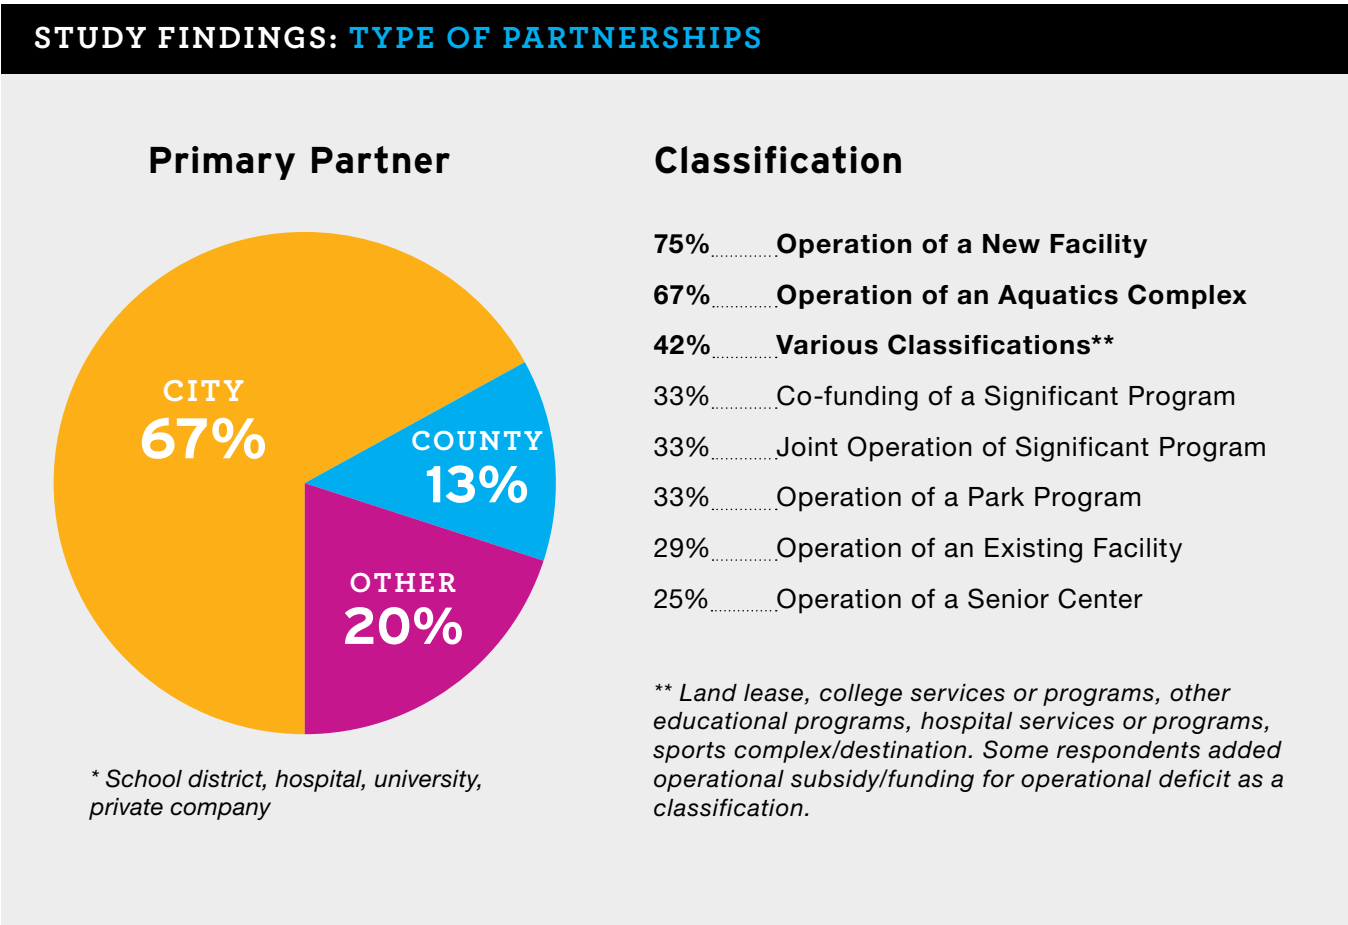 STUDY FINDINGS: TYPE OF PARTNERSHIPS
Primary Partner
CITY
67%
COUNTY
13%
OTHER
20%
* School district, hospital, university,
private company
Classification
75% Operation of a New Facility
67% Operation of an Aquatics Complex
42% Various Classifications**
33% Co-funding of a Significant Program
33% Joint Operation of Significant Program
33% Operation of a Park Program
29% Operation of an Existing Facility
25% Operation of a Senior Center
** Land lease, college services or programs, other
educational programs, hospital services or programs,
sports complex/destination. Some respondents added
operational subsidy/funding for operational deficit as a
classification.